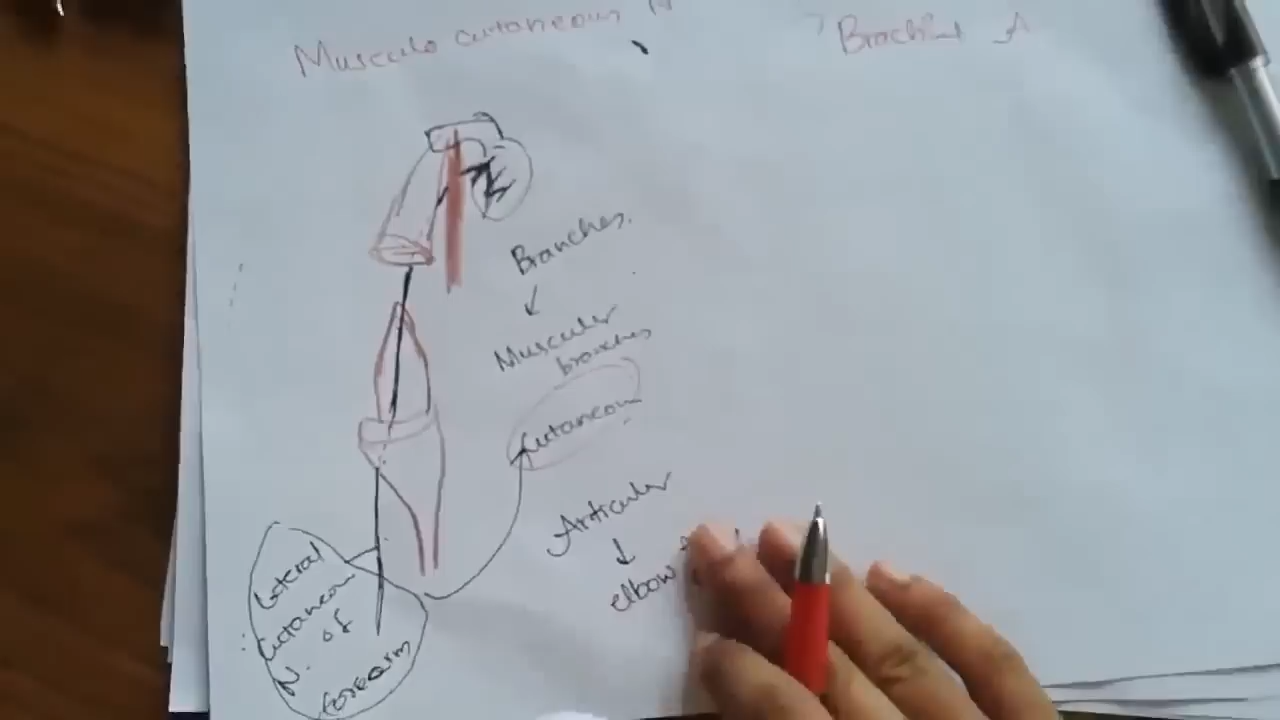 Musculo cutaneous
Brachial A
Branches.
Muscular
branches
Cutaneous
Articular
elbow
Lateral
Cutaneous
N. of
forearm